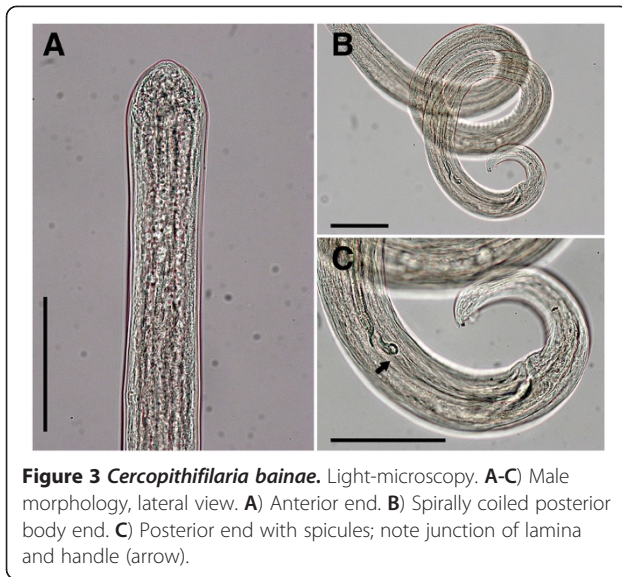 A
B
C
Figure 3 Cercopithifilaria bainae. Light-microscopy. A-C) Male
morphology, lateral view. A) Anterior end. B) Spirally coiled posterior
body end. C) Posterior end with spicules; note junction of lamina
and handle (arrow).